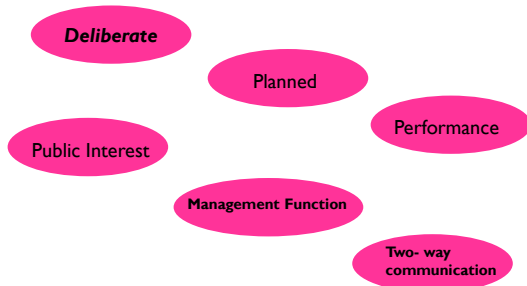 Deliberate
Planned
Performance
Public Interest
Management Function
Two- way
communication